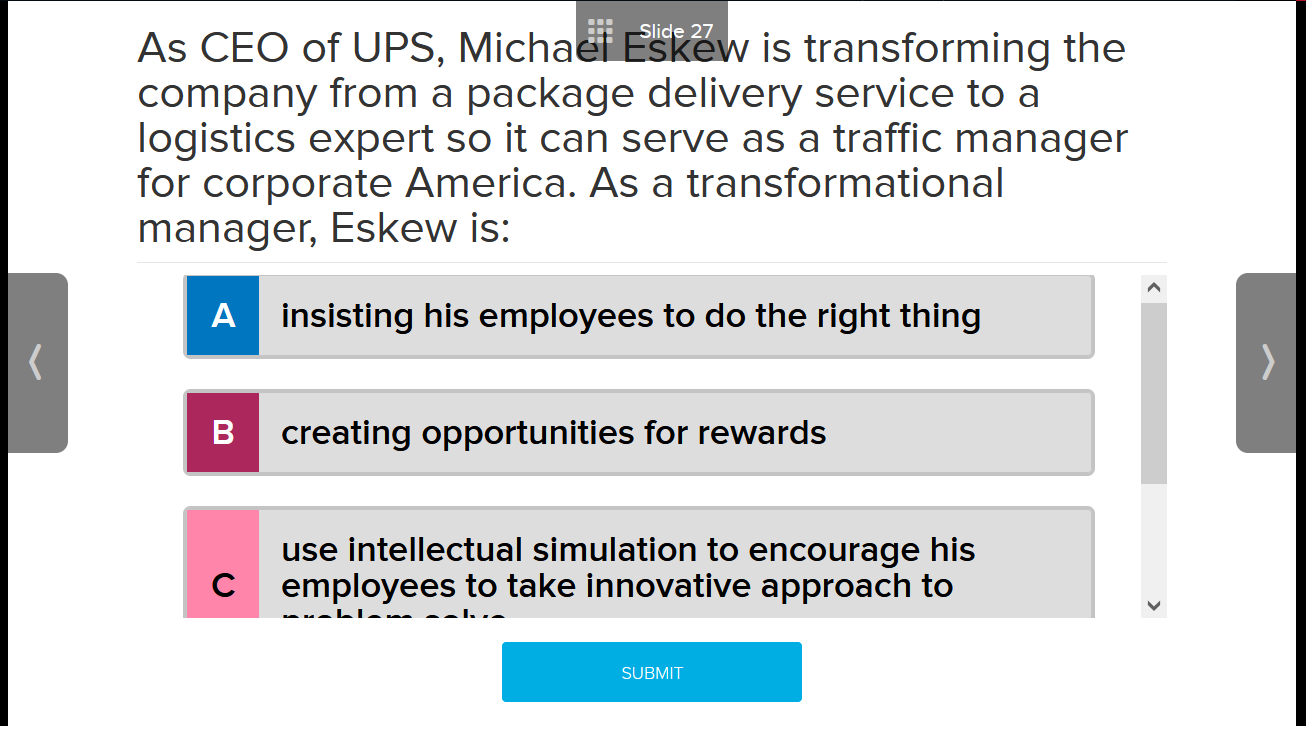 Slide 27
As CEO of UPS, Michael Eskew is transforming the
company from a package delivery service to a
logistics expert so it can serve as a traffic manager
for corporate America. As a transformational
manager, Eskew is:
A insisting his employees to do the right thing
B creating opportunities for rewards
C use intellectual simulation to encourage his
employees to take innovative approach to
problem solve
SUBMIT